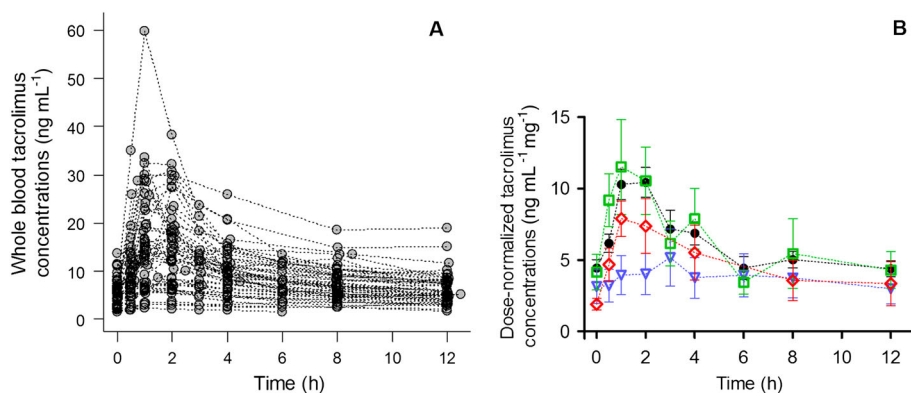 A
Whole blood tacrolimus
concentrations (ng mL-1)
60
50
40
30
20
10
0
0 2 4 6 8 10 12
Time (h)
B
Dose-normalized tacrolimus
concentrations (ng mL-1 mg-1)
15
10
5
0
0 2 4 6 8 10 12
Time (h)